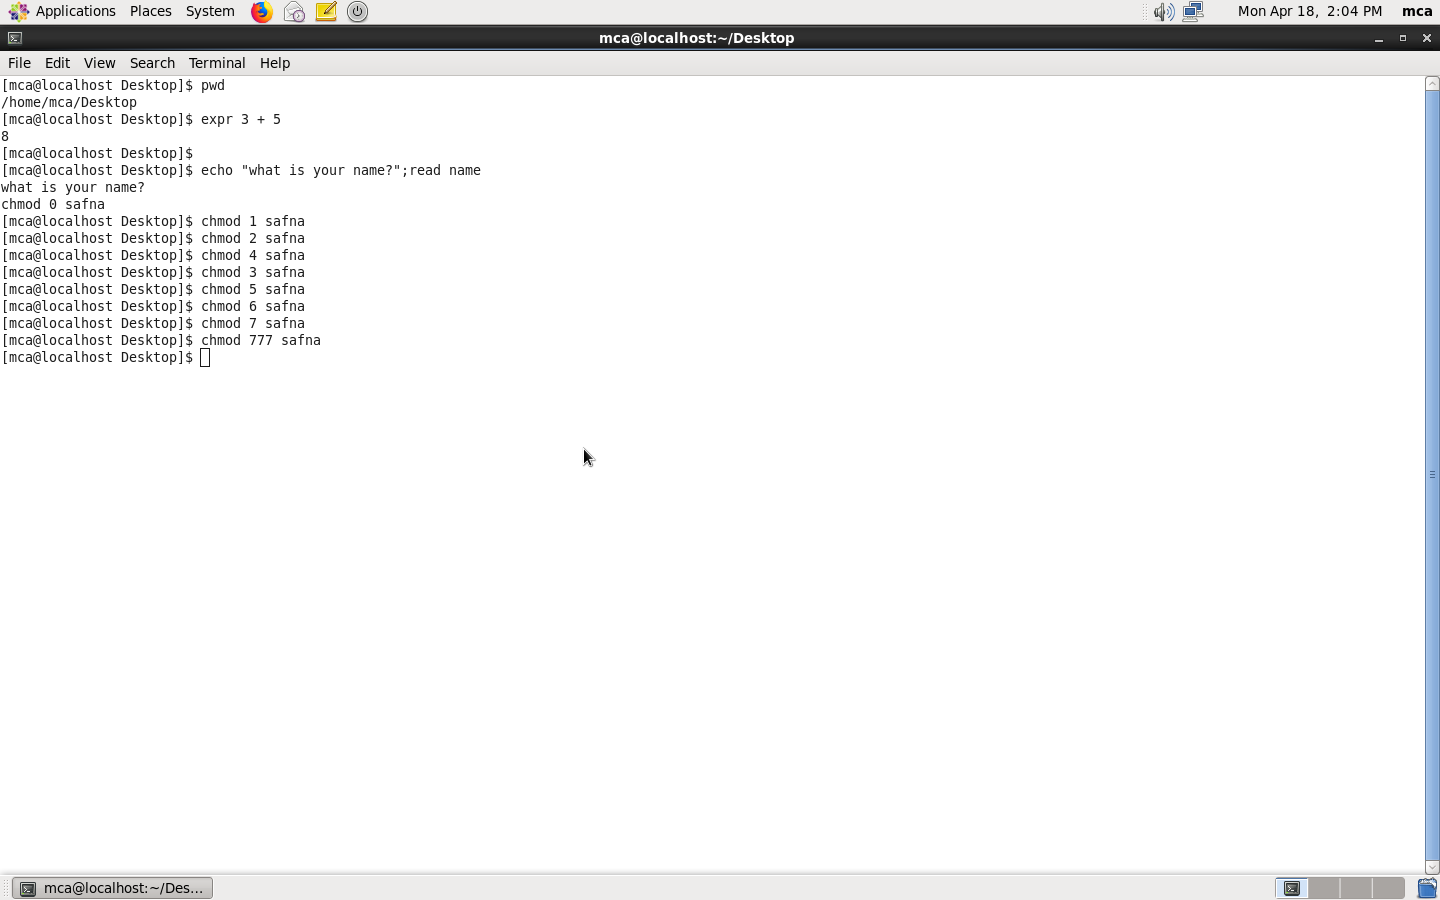 Applications Places System Mon Apr 18, 2:04 PM mca
mca@localhost:~/Desktop
File Edit View Search Terminal Help
[mca@localhost Desktop]$ pwd
/home/mca/Desktop
[mca@localhost Desktop]$ expr 3 + 5
8
[mca@localhost Desktop]$
[mca@localhost Desktop]$ echo "what is your name?";read name
what is your name?
chmod 0 safna
[mca@localhost Desktop]$ chmod 1 safna
[mca@localhost Desktop]$ chmod 2 safna
[mca@localhost Desktop]$ chmod 4 safna
[mca@localhost Desktop]$ chmod 3 safna
[mca@localhost Desktop]$ chmod 5 safna
[mca@localhost Desktop]$ chmod 6 safna
[mca@localhost Desktop]$ chmod 7 safna
[mca@localhost Desktop]$ chmod 777 safna
[mca@localhost Desktop]$
mca@localhost:~/Des...